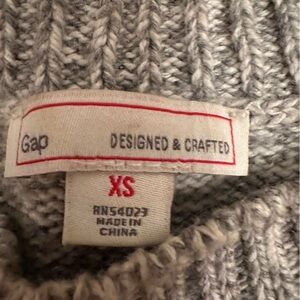 Gap DESIGNED & CRAFTED
XS
RN54023
MADE IN
CHINA